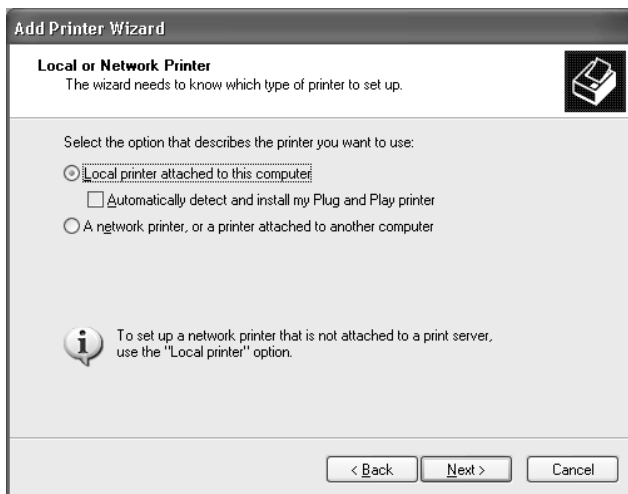 Add Printer Wizard
Local or Network Printer
The wizard needs to know which type of printer to set up.
Select the option that describes the printer you want to use:
Local printer attached to this computer
Automatically detect and install my Plug and Play printer
A network printer, or a printer attached to another computer
To set up a network printer that is not attached to a print server,
use the "Local printer" option.
< Back Next > Cancel